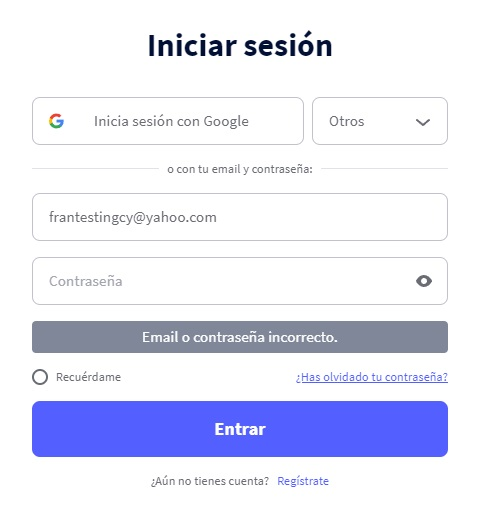 Iniciar sesión
Inicia sesión con Google
Otros
o con tu email y contraseña:
frantestingcy@yahoo.com
Contraseña
Email o contraseña incorrecto.
Recuérdame
¿Has olvidado tu contraseña?
Entrar
¿Aún no tienes cuenta? Regístrate